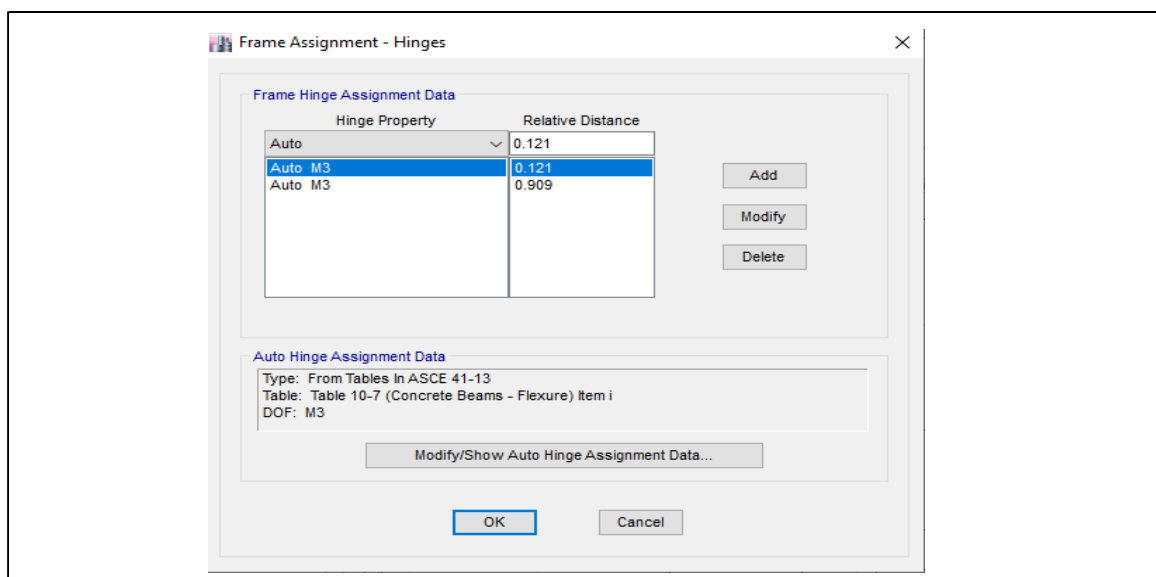 Frame Assignment - Hinges
Frame Hinge Assignment Data
Hinge Property Relative Distance
Auto 0.121
Auto M3 0.121
Auto M3 0.909
Add
Modify
Delete
Auto Hinge Assignment Data
Type: From Tables In ASCE 41-13
Table: Table 10-7 (Concrete Beams - Flexure) Item i
DOF: M3
Modify/Show Auto Hinge Assignment Data...
OK Cancel